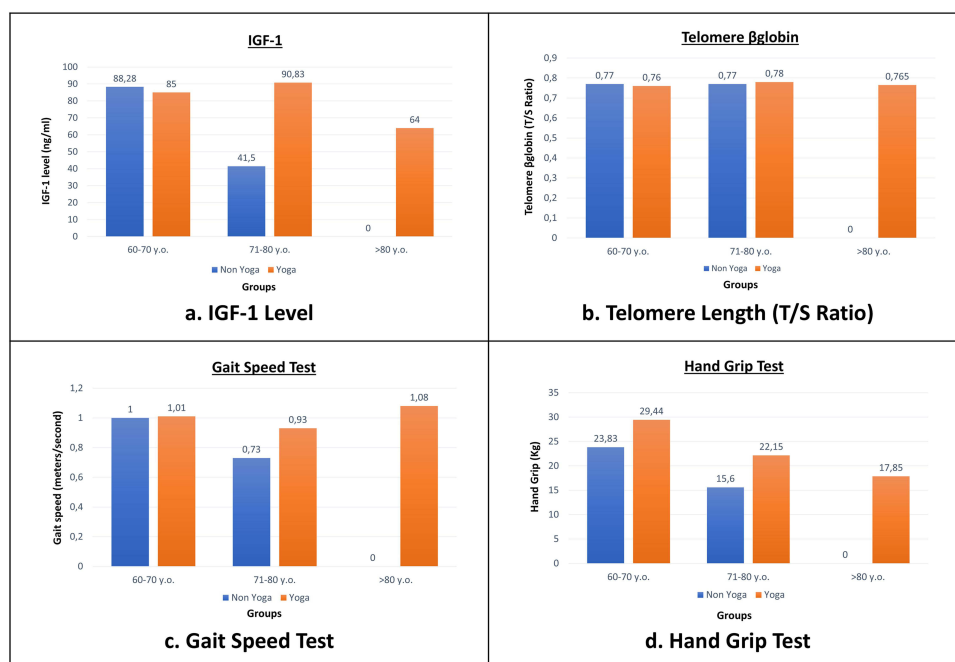 IGF-1
IGF-1 level (ng/ml)
100
90
80
70
60
50
40
30
20
10
0
88,28
85
41,5
90,83
0
64
60-70 y.o.
71-80 y.o.
>80 y.o.
Non Yoga
Yoga
Groups
a. IGF-1 Level
Telomere βglobin
Telomere βglobin (T/S Ratio)
0,9
0,8
0,7
0,6
0,5
0,4
0,3
0,2
0,1
0
0,77
0,76
0,77
0,78
0
0,765
60-70 y.o.
71-80 y.o.
>80 y.o.
Non Yoga
Yoga
Groups
b. Telomere Length (T/S Ratio)
Gait Speed Test
Gait speed (meters/second)
1,2
1
0,8
0,6
0,4
0,2
0
1
1,01
0,73
0,93
0
1,08
60-70 y.o.
71-80 y.o.
>80 y.o.
Non Yoga
Yoga
Groups
c. Gait Speed Test
Hand Grip Test
Hand Grip (Kg)
35
30
25
20
15
10
5
0
23,83
29,44
15,6
22,15
0
17,85
60-70 y.o.
71-80 y.o.
>80 y.o.
Non Yoga
Yoga
Groups
d. Hand Grip Test